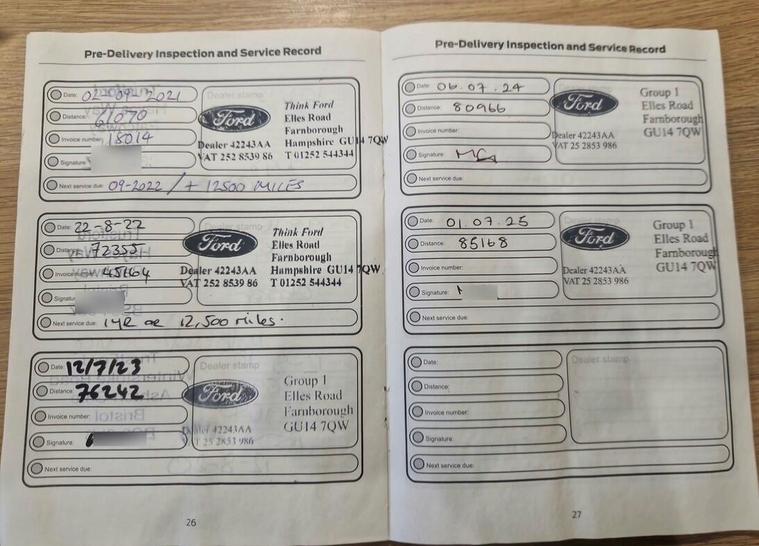 Pre-Delivery Inspection and Service Record
Date: 02-09-2021
Dealer stamp
Distance: 61070
Invoice number: 18014
Signature:
Next service due: 09-2022 / + 12500 MILES
Ford
Think Ford
Elles Road
Farnborough
Hampshire GU14 7QW
Dealer 42243AA
VAT 252 8539 86 T 01252 544344
Date: 22-8-22
Distance: 72355
Invoice 45164
Signature
Next service due: 1 YR or 12,500 miles.
Ford
Think Ford
Elles Road
Farnborough
Dealer 42243AA Hampshire GU14 7QW
VAT 252 8539 86 T 01252 544344
Date: 12/7/23
Dealer stamp
Distance: 76242
Invoice number:
Signature:
Next service due:
Ford
Group 1
Elles Road
Farnborough
GU14 7QW
Dealer 42243AA
VAT 25 2853 986
26
Pre-Delivery Inspection and Service Record
Date: 06.07.24
Distance: 80966
Invoice number:
Signature:
Next service due:
Ford
Group 1
Elles Road
Farnborough
GU14 7QW
Dealer 42243AA
VAT 25 2853 986
Date: 01.07.25
Distance: 85168
Invoice number:
Signature:
Next service due:
Ford
Group 1
Elles Road
Farnborough
GU14 7QW
Dealer 42243AA
VAT 25 2853 986
Date:
Dealer stamp
Distance:
Invoice number:
Signature:
Next service due:
27